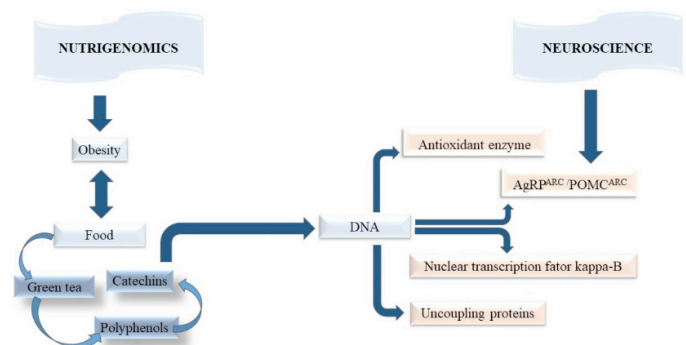 NUTRIGENOMICS
NEUROSCIENCE
Obesity
Antioxidant enzyme
AgRPᴬᴿᶜ/POMCᴬᴿᶜ
Food
DNA
Green tea
Catechins
Nuclear transcription fator kappa-B
Polyphenols
Uncoupling proteins